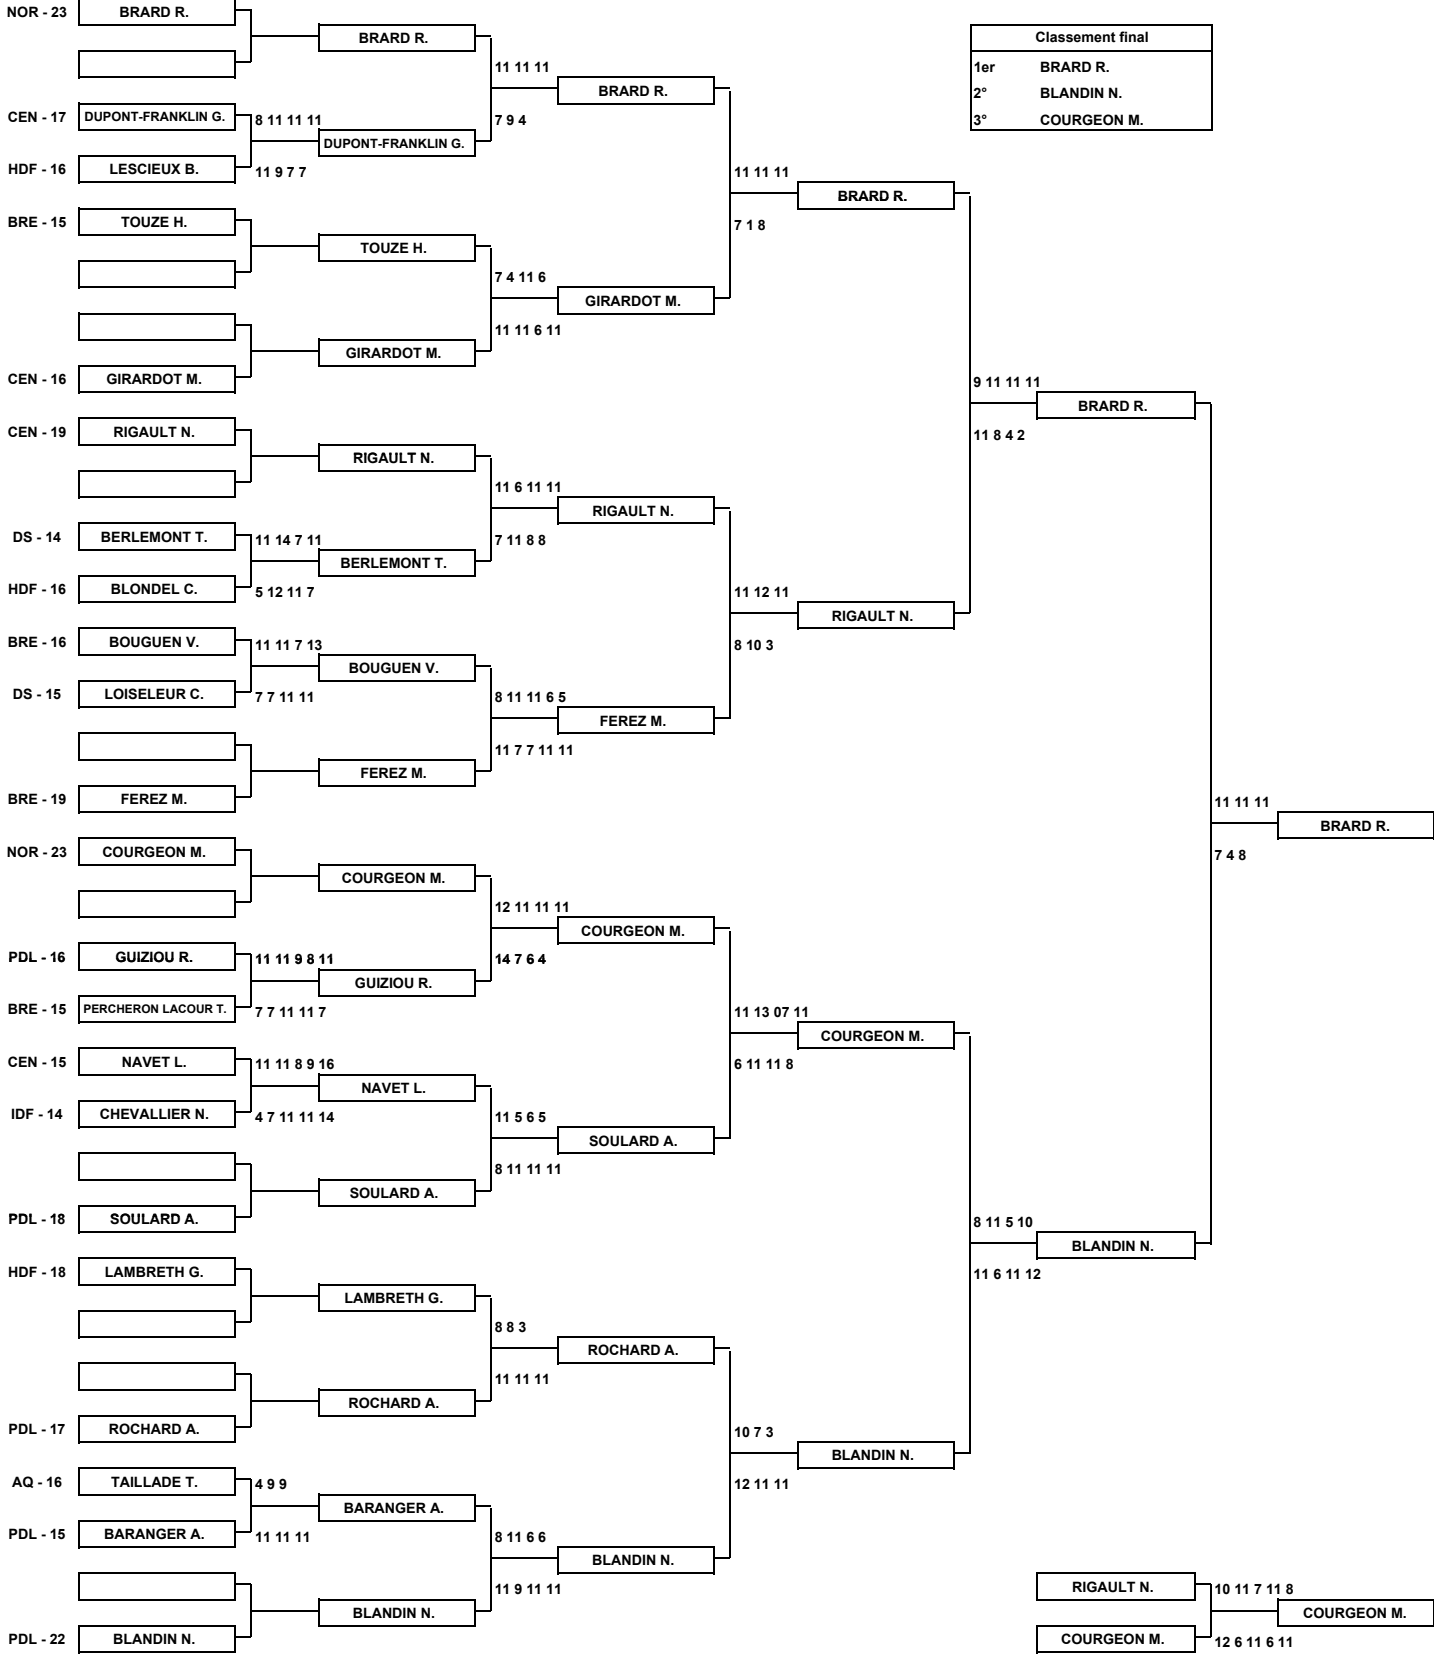 NOR - 23 BRARD R.
BRARD R.
Classement final
11 11 11
1er BRARD R.
BRARD R.
2° BLANDIN N.
CEN - 17 DUPONT-FRANKLIN G. 8 11 11 11
7 9 4
3° COURGEON M.
DUPONT-FRANKLIN G.
HDF - 16 LESCIEUX B. 11 9 7 7
11 11 11
BRARD R.
BRE - 15 TOUZE H.
7 1 8
TOUZE H.
7 4 11 6
GIRARDOT M.
11 11 6 11
GIRARDOT M.
CEN - 16 GIRARDOT M.
9 11 11 11
BRARD R.
CEN - 19 RIGAULT N.
11 8 4 2
RIGAULT N.
11 6 11 11
RIGAULT N.
DS - 14 BERLEMONT T. 11 14 7 11
7 11 8 8
BERLEMONT T.
HDF - 16 BLONDEL C. 5 12 11 7
11 12 11
RIGAULT N.
BRE - 16 BOUGUEN V. 11 11 7 13
8 10 3
BOUGUEN V.
DS - 15 LOISELEUR C. 7 7 11 11
8 11 11 6 5
FEREZ M.
11 7 7 11 11
FEREZ M.
BRE - 19 FEREZ M.
11 11 11
BRARD R.
NOR - 23 COURGEON M.
7 4 8
COURGEON M.
12 11 11 11
COURGEON M.
PDL - 16 GUIZIOU R. 11 11 9 8 11
14 7 6 4
GUIZIOU R.
BRE - 15 PERCHERON LACOUR T. 7 7 11 11 7
11 13 07 11
COURGEON M.
CEN - 15 NAVET L. 11 11 8 9 16
6 11 11 8
NAVET L.
IDF - 14 CHEVALLIER N. 4 7 11 11 14
11 5 6 5
SOULARD A.
8 11 11 11
SOULARD A.
PDL - 18 SOULARD A.
8 11 5 10
BLANDIN N.
HDF - 18 LAMBRETH G.
11 6 11 12
LAMBRETH G.
8 8 3
ROCHARD A.
11 11 11
ROCHARD A.
PDL - 17 ROCHARD A.
10 7 3
BLANDIN N.
AQ - 16 TAILLADE T. 4 9 9
12 11 11
BARANGER A.
PDL - 15 BARANGER A. 11 11 11
8 11 6 6
BLANDIN N.
11 9 11 11
RIGAULT N. 10 11 7 11 8
BLANDIN N.
COURGEON M.
PDL - 22 BLANDIN N.
COURGEON M. 12 6 11 6 11